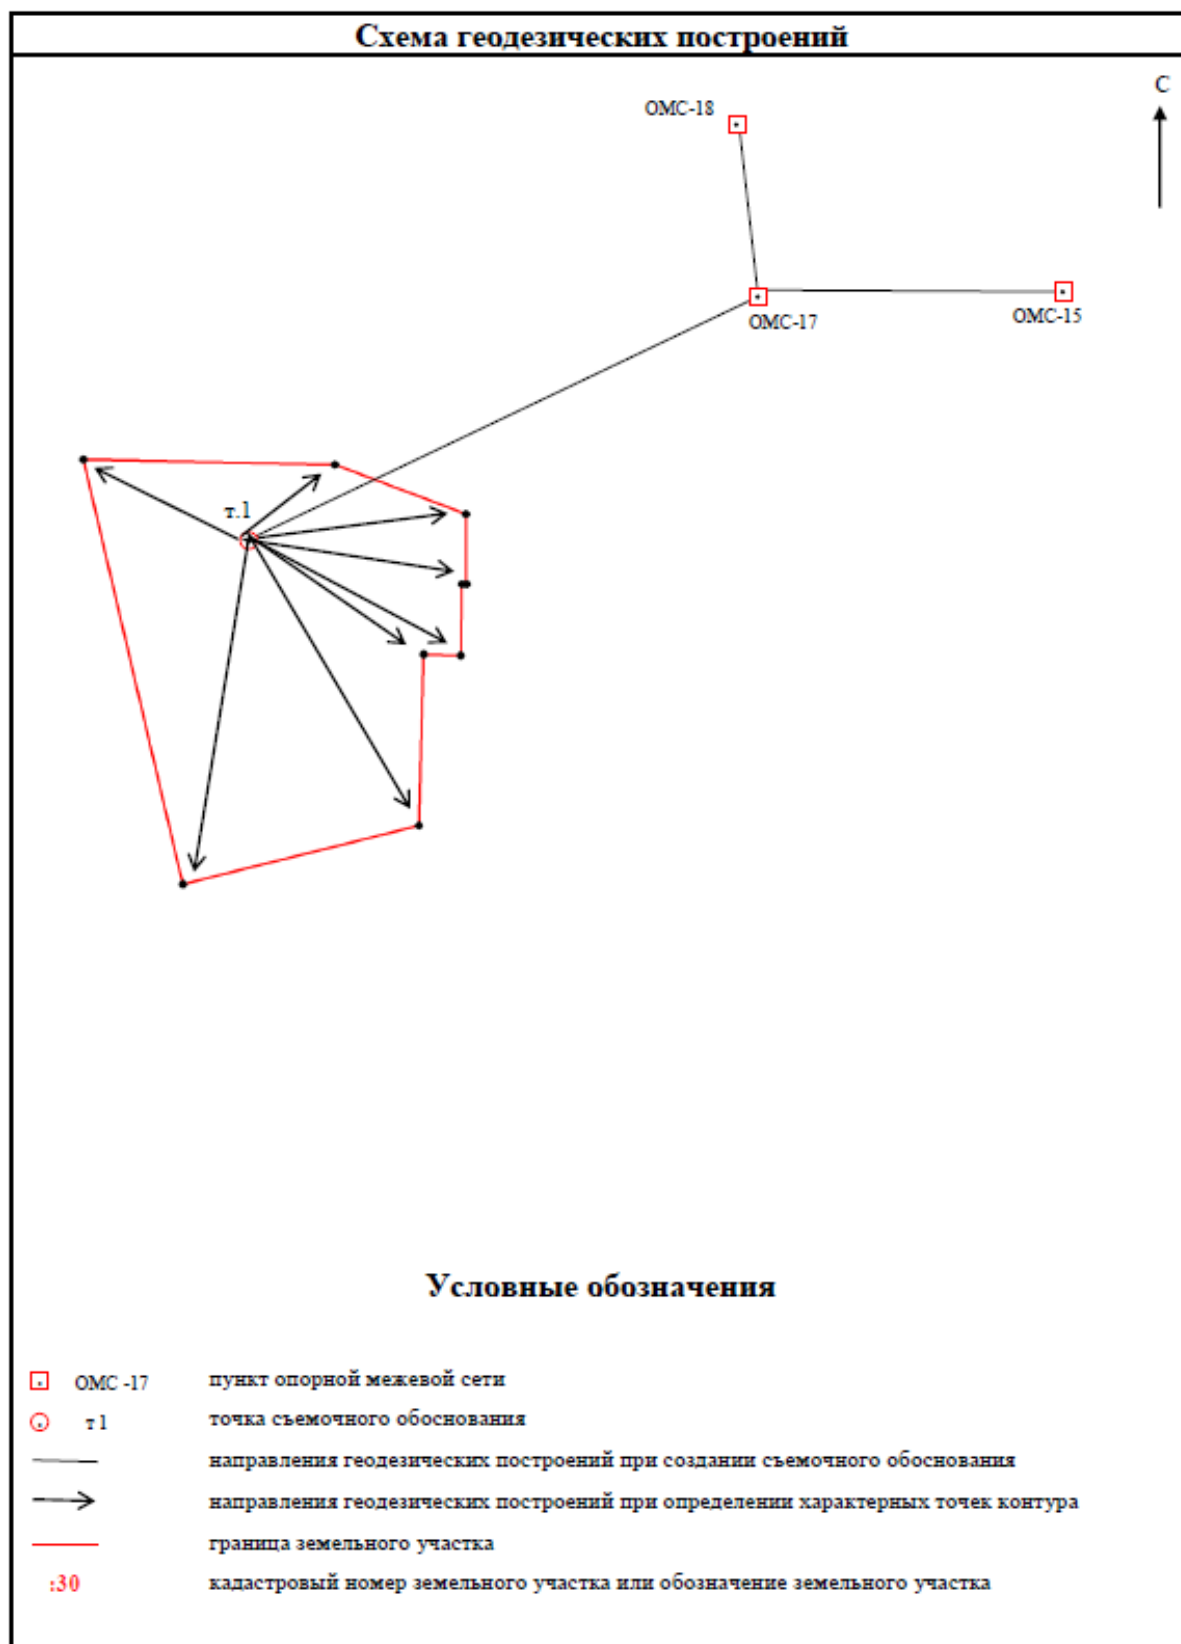 Схема геодезических построений
С
ОМС-18
ОМС-17
ОМС-15
т.1
Условные обозначения
ОМС -17 пункт опорной межевой сети
т 1 точка съемочного обоснования
направления геодезических построений при создании съемочного обоснования
направления геодезических построений при определении характерных точек контура
граница земельного участка
:30 кадастровый номер земельного участка или обозначение земельного участка